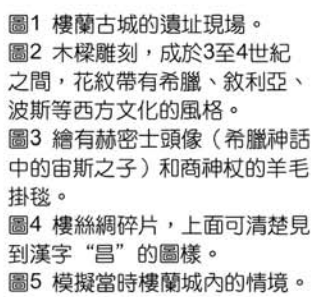 圖1 樓蘭古城的遺址現場。
圖2 木樑雕刻，成於3至4世紀
之間，花紋帶有希臘、敘利亞、
波斯等西方文化的風格。
圖3 繪有赫密士頭像（希臘神話
中的宙斯之子）和商神杖的羊毛
掛毯。
圖4 樓絲綢碎片，上面可清楚見
到漢字“昌”的圖樣。
圖5 模擬當時樓蘭城內的情境。